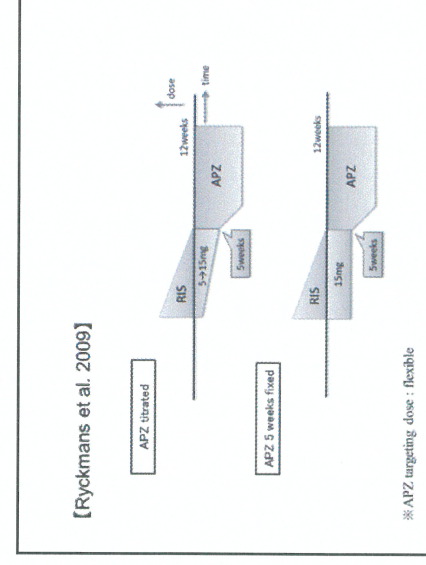 【Ryckmans et al. 2009】
APZ titrated
RIS
5→15mg
APZ
12weeks
dose
time
5weeks
APZ 5 weeks fixed
RIS
15mg
APZ
12weeks
5weeks
※APZ targeting dose : flexible